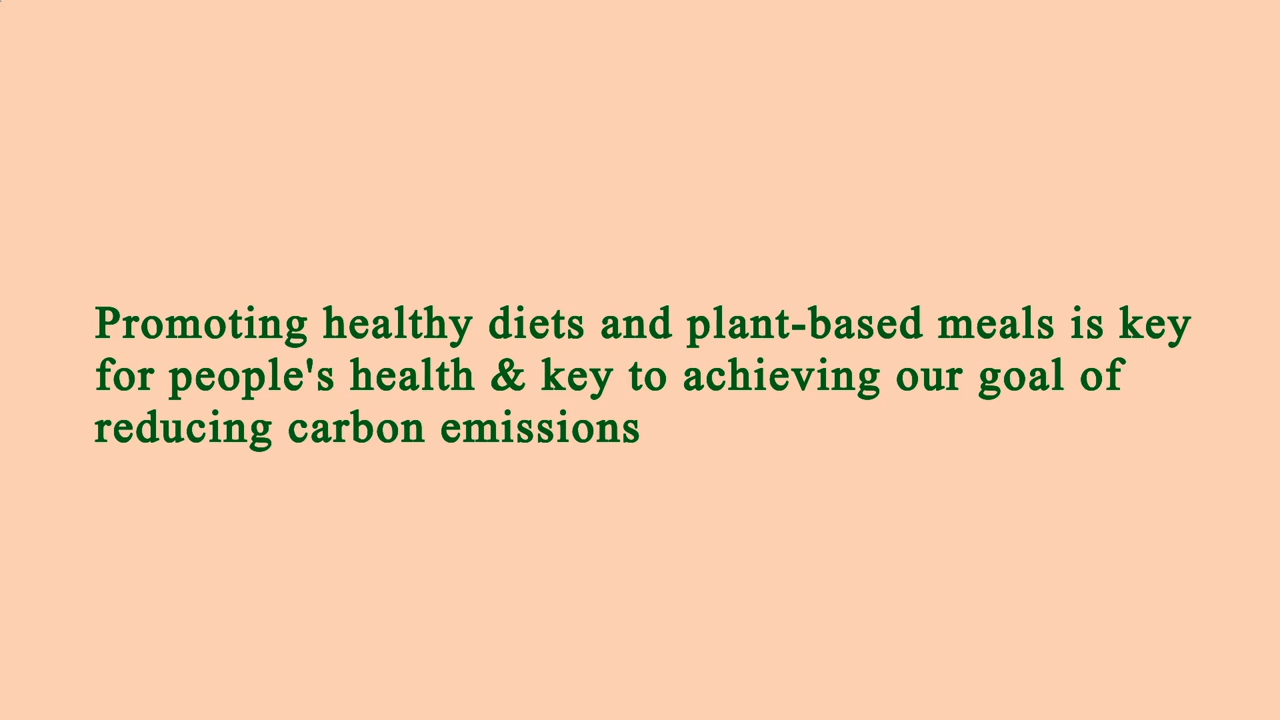 Promoting healthy diets and plant-based meals is key
for people's health & key to achieving our goal of
reducing carbon emissions